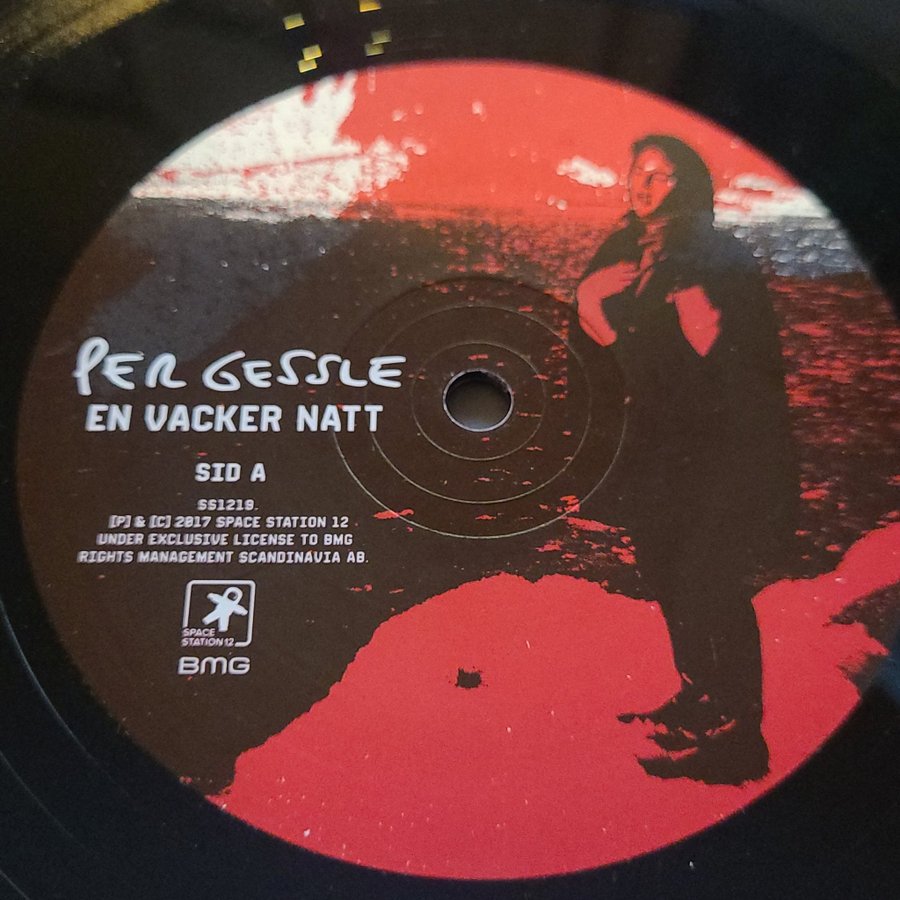 PER GESSLE
EN VACKER NATT
SID A
SS1219.
[P] & [C] 2017 SPACE STATION 12
UNDER EXCLUSIVE LICENSE TO BMG
RIGHTS MANAGEMENT SCANDINAVIA AB.
SPACE
STATION 12
BMG